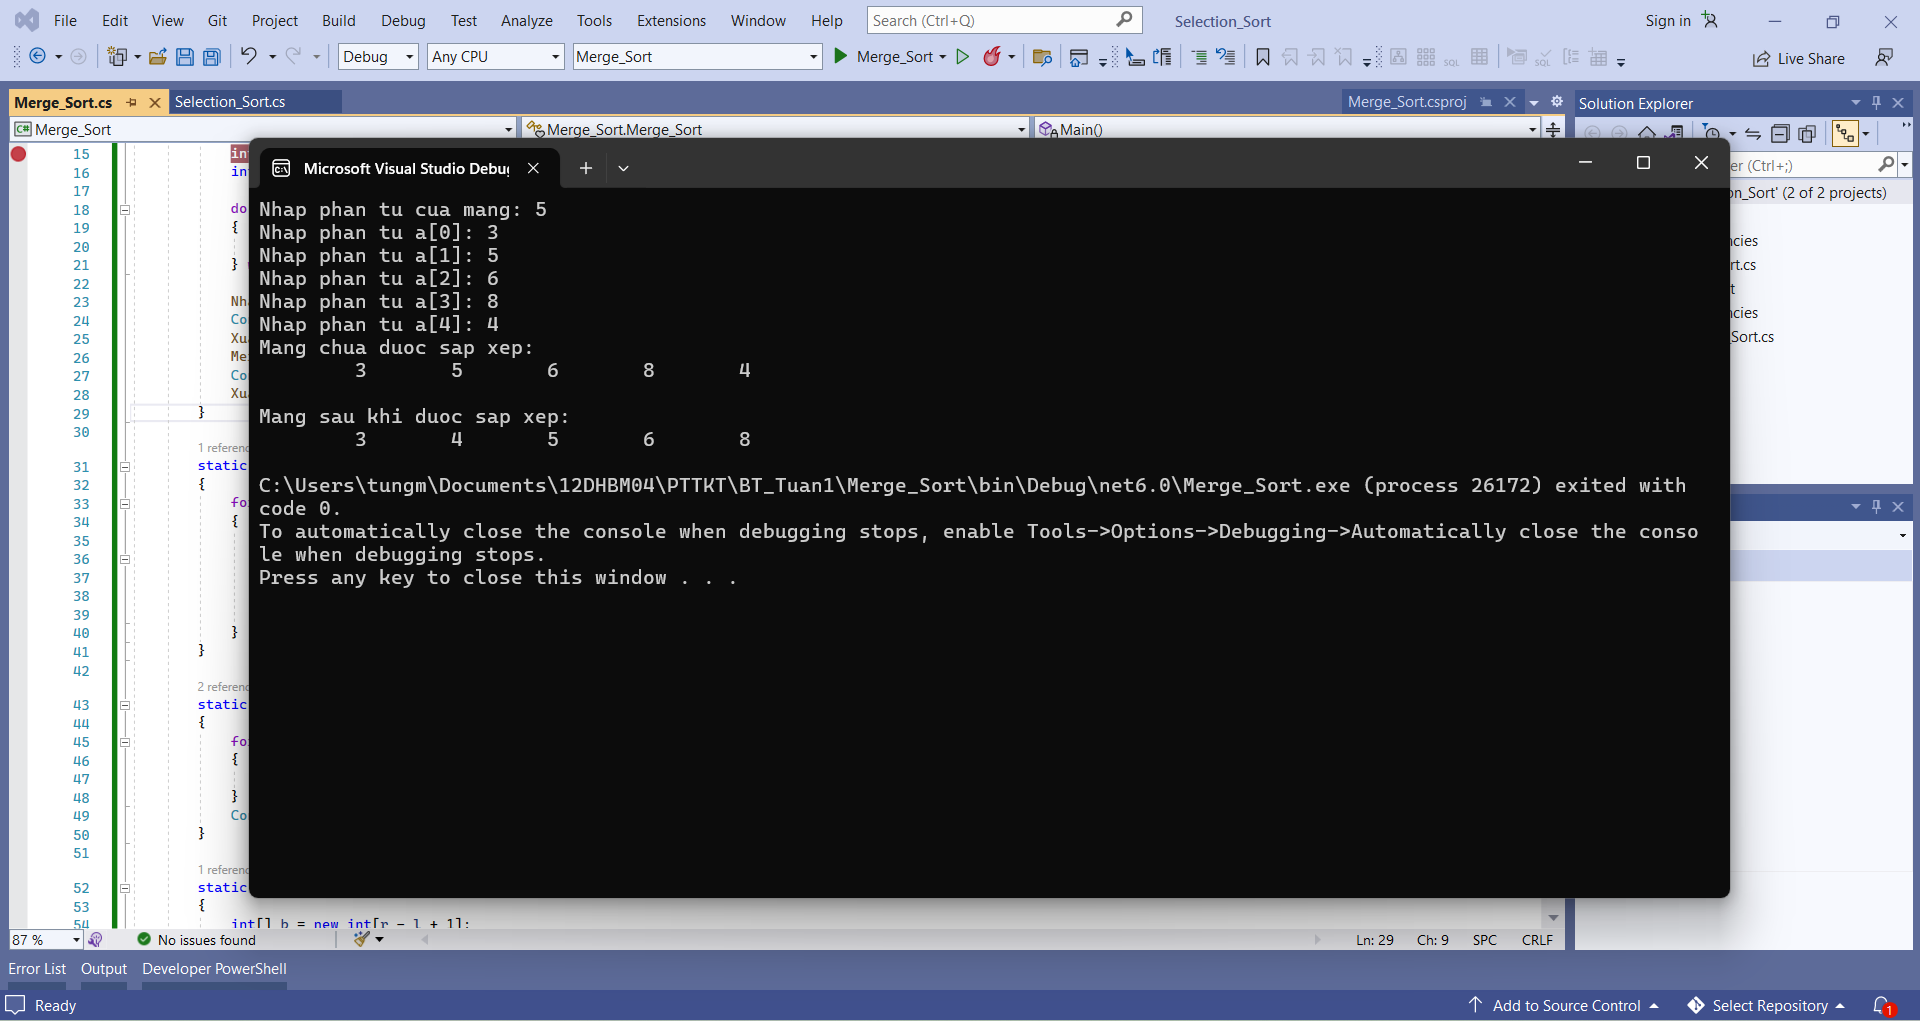 File Edit View Git Project Build Debug Test Analyze Tools Extensions Window Help Search (Ctrl+Q) Selection_Sort Sign in
Debug Any CPU Merge_Sort Merge_Sort Live Share
Merge_Sort.cs Selection_Sort.cs Merge_Sort.csproj Solution Explorer
C# Merge_Sort Merge_Sort.Merge_Sort Main()
Microsoft Visual Studio Debug
er (Ctrl+;)
on_Sort' (2 of 2 projects)
ncies
rt.cs
t
ncies
Sort.cs
Nhap phan tu cua mang: 5
Nhap phan tu a[0]: 3
Nhap phan tu a[1]: 5
Nhap phan tu a[2]: 6
Nhap phan tu a[3]: 8
Nhap phan tu a[4]: 4
Mang chua duoc sap xep:
3 5 6 8 4
Mang sau khi duoc sap xep:
3 4 5 6 8
C:\Users\tungm\Documents\12DHBM04\PTTKT\BT_Tuan1\Merge_Sort\bin\Debug\net6.0\Merge_Sort.exe (process 26172) exited with
code 0.
To automatically close the console when debugging stops, enable Tools->Options->Debugging->Automatically close the conso
le when debugging stops.
Press any key to close this window . . .
15 in
16 in
17
18 do
19 {
20
21 }
22
23 Nh
24 Co
25 Xu
26 Me
27 Co
28 Xu
29 }
30
1 referen
31 static
32 {
33 fo
34 {
35
36
37
38
39
40 }
41 }
42
2 referen
43 static
44 {
45 fo
46 {
47
48 }
49 Co
50 }
51
1 referen
52 static
53 {
54 int[] b = new int[r - l + 1];
87 % No issues found Ln: 29 Ch: 9 SPC CRLF
Error List Output Developer PowerShell
Ready Add to Source Control Select Repository 1